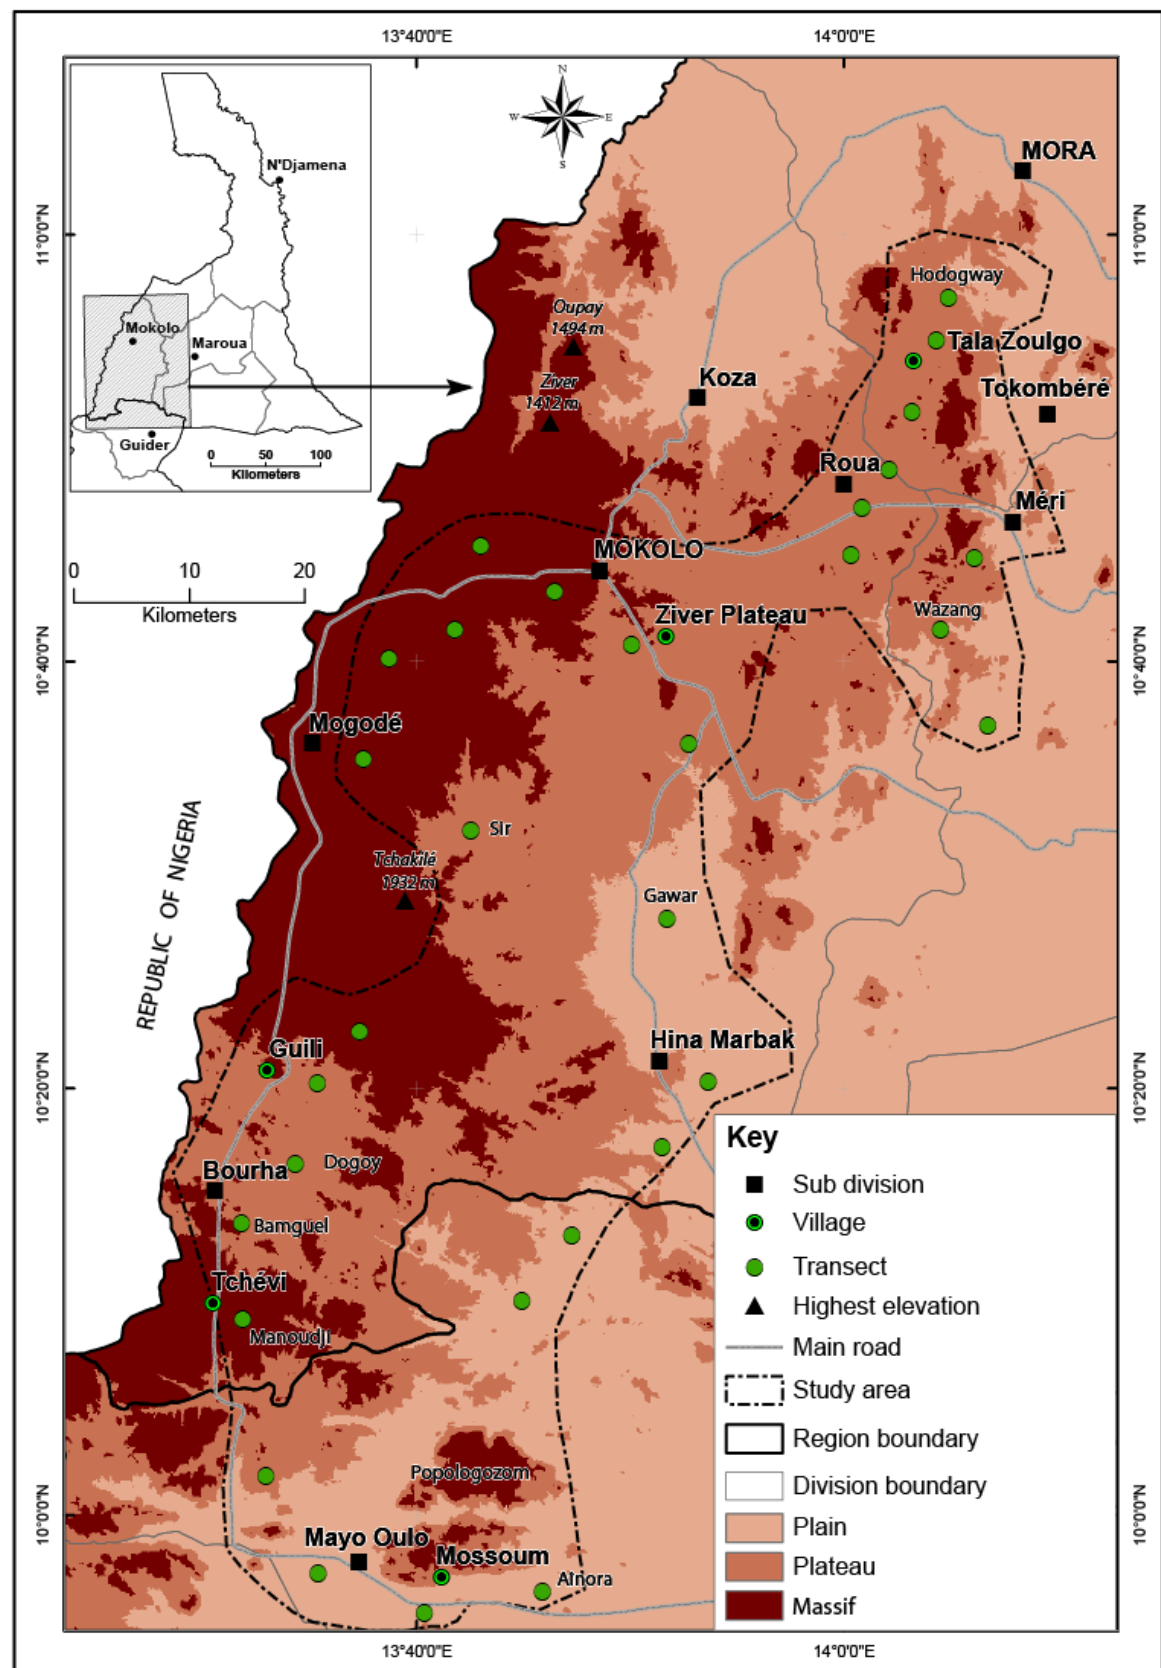 13°40'0"E
14°0'0"E
N
W
E
S
N'Djamena
Mokolo
Maroua
Guider
0
50
100
Kilometers
11°0'0"N
11°0'0"N
MORA
Hodogway
Oupay
1494 m
Tala Zoulgo
Ziver
1412 m
Koza
Tokombéré
Roua
Méri
MOKOLO
0
10
20
Kilometers
Ziver Plateau
Wazang
10°40'0"N
10°40'0"N
Mogodé
Sir
Tchakilé
1932 m
REPUBLIC OF NIGERIA
Gawar
Guili
Hina Marbak
10°20'0"N
10°20'0"N
Dogoy
Bourha
Bamguel
Tchévi
Manoudji
Popologozom
10°0'0"N
10°0'0"N
Mayo Oulo
Mossoum
Aïnora
Key
Sub division
Village
Transect
Highest elevation
Main road
Study area
Region boundary
Division boundary
Plain
Plateau
Massif
13°40'0"E
14°0'0"E